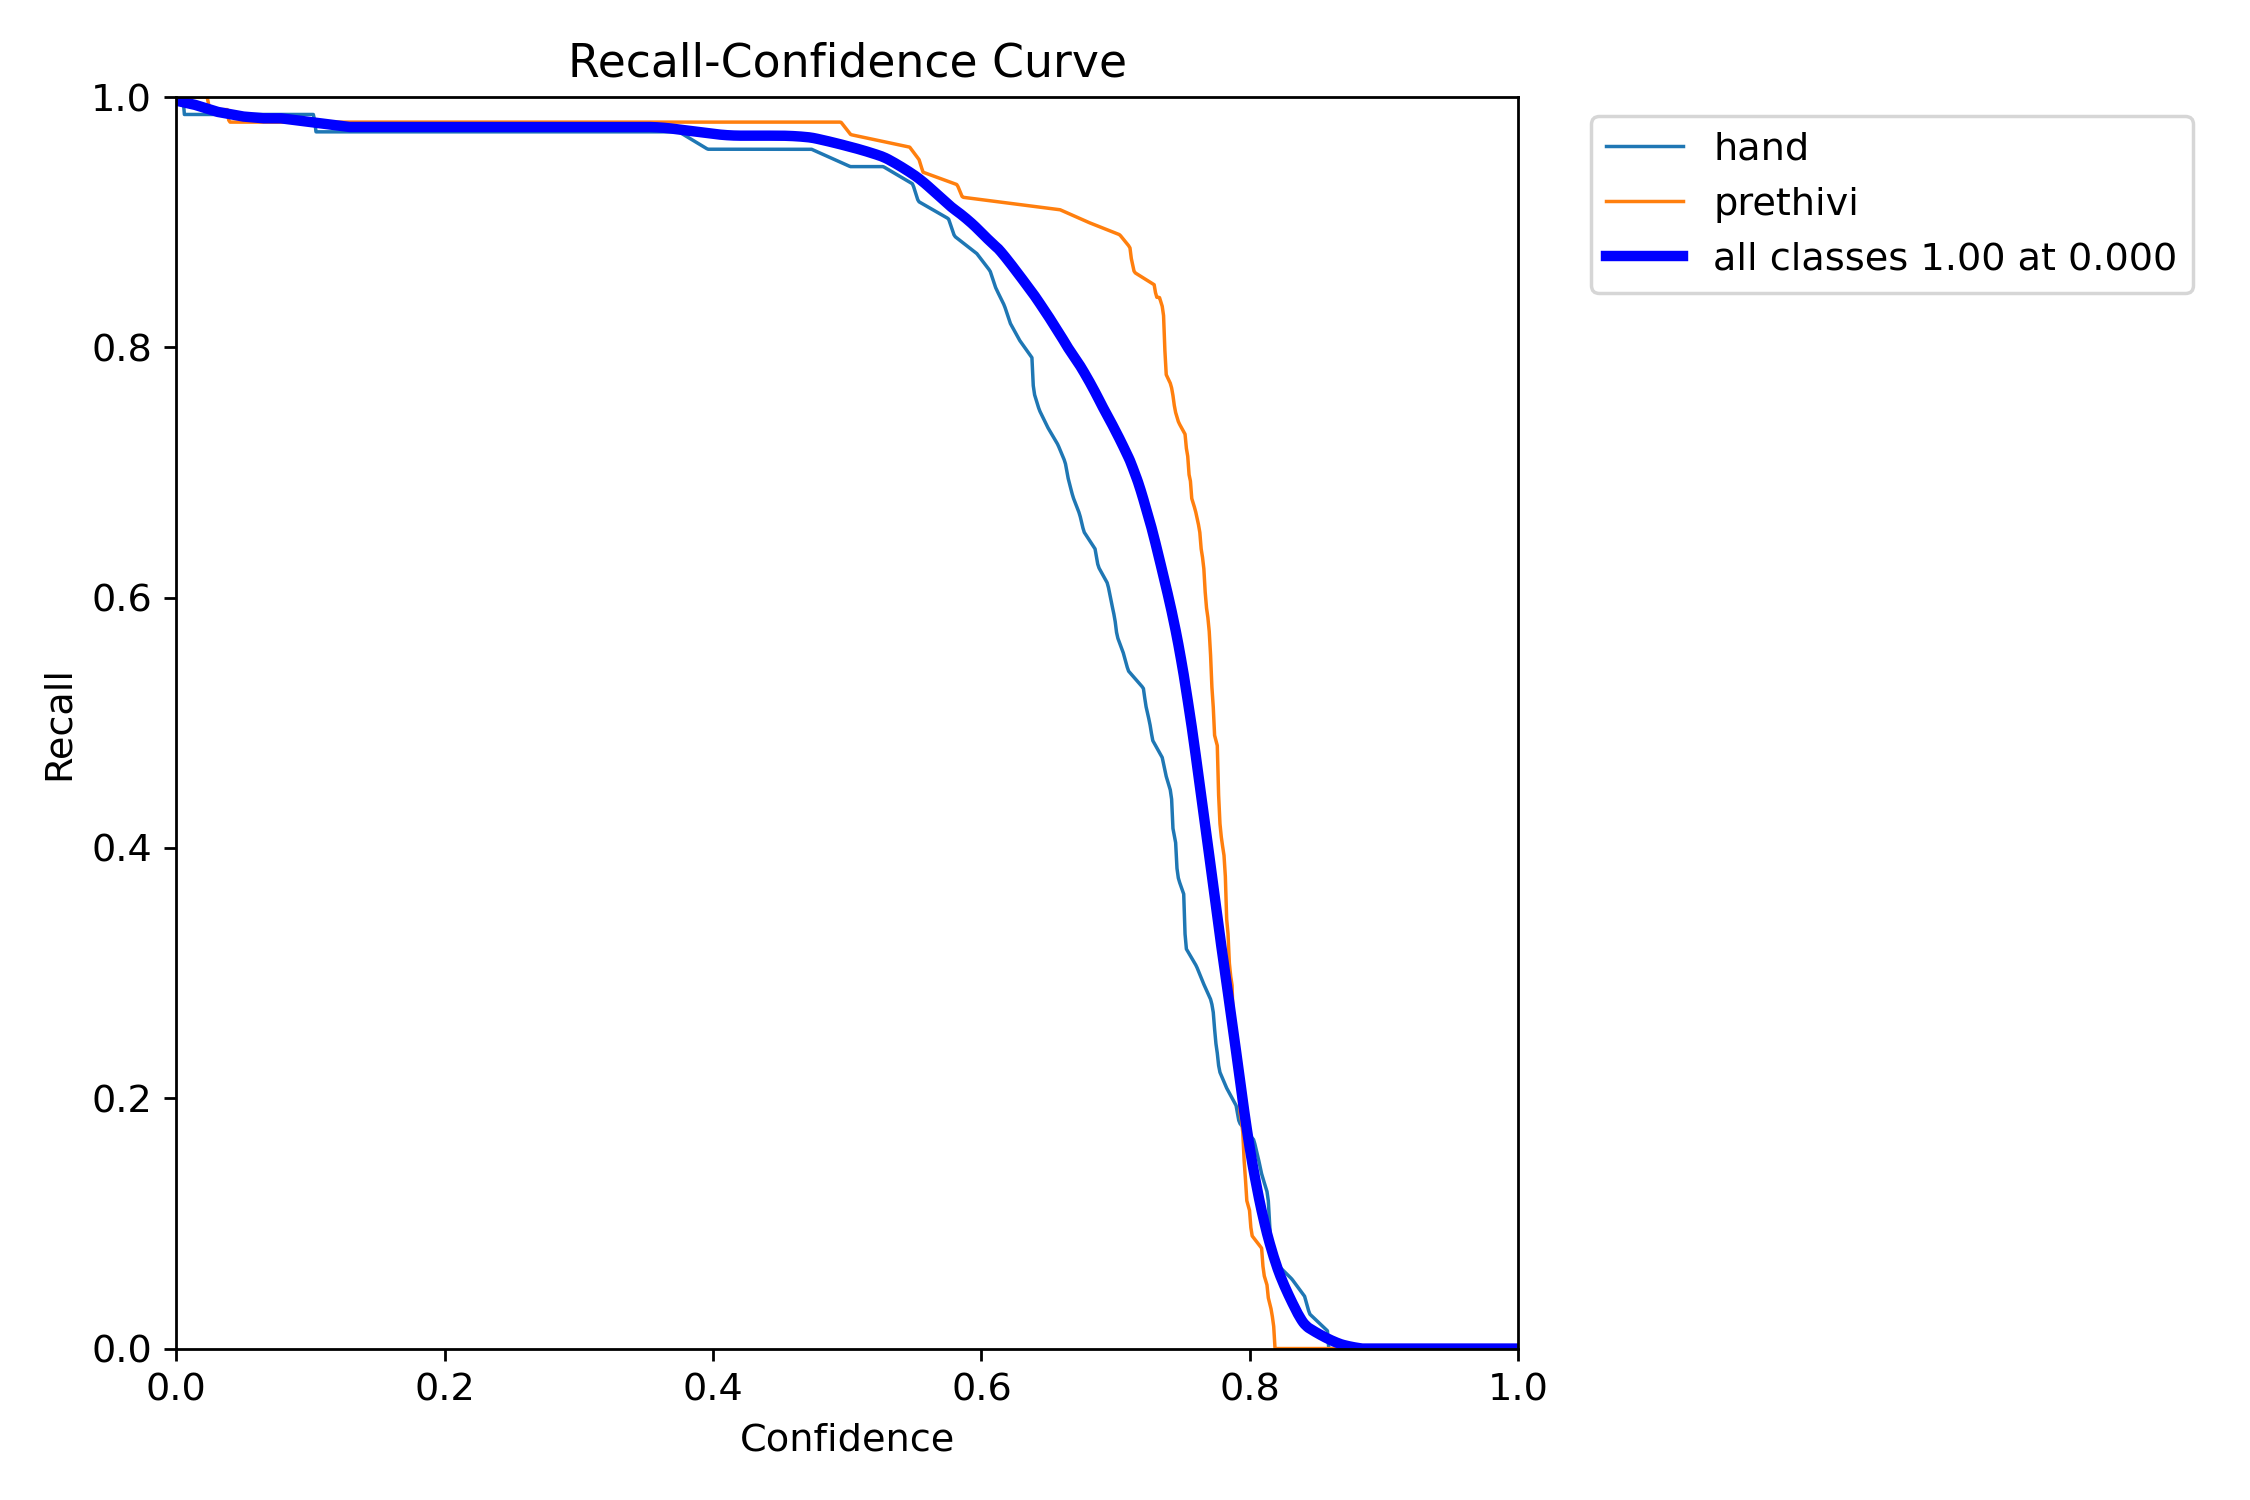 Recall-Confidence Curve
1.0
0.8
0.6
0.4
0.2
0.0
Recall
0.0 0.2 0.4 0.6 0.8 1.0
Confidence
hand
prethivi
all classes 1.00 at 0.000